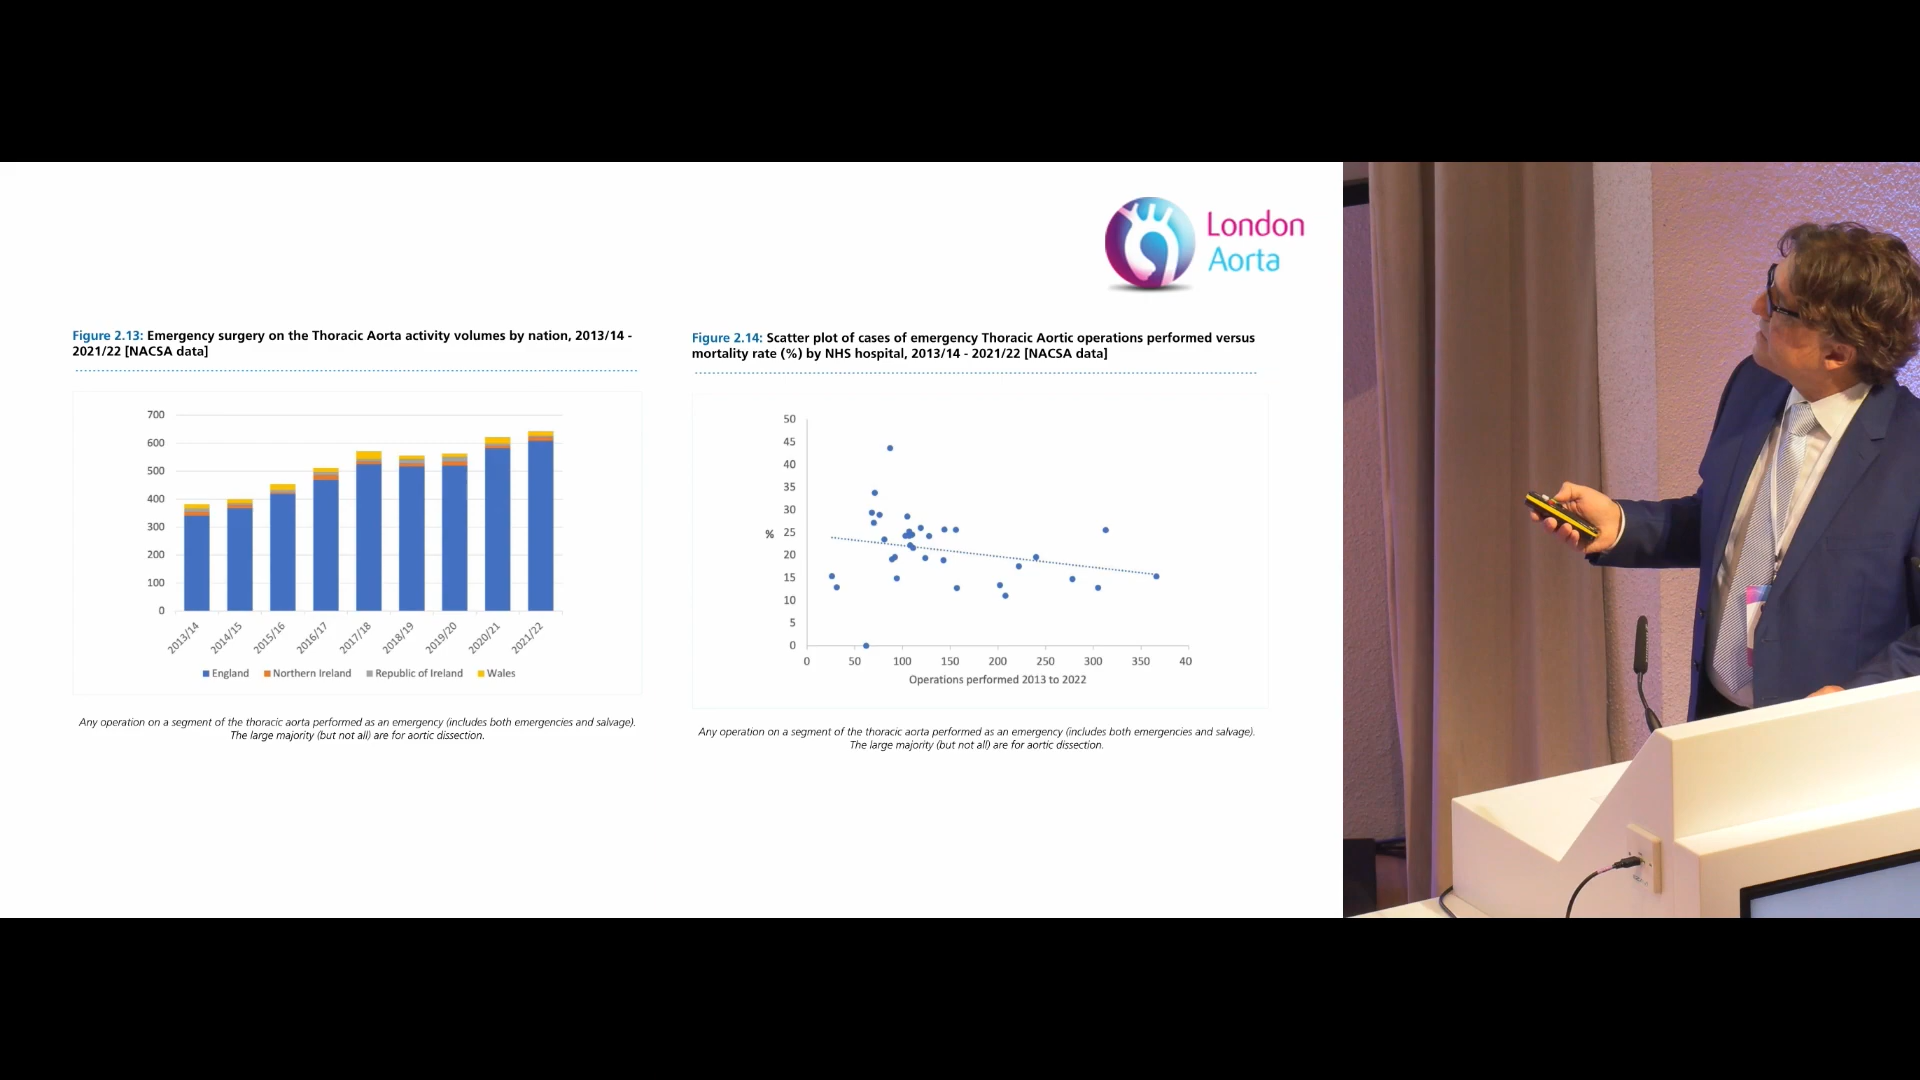 London
Aorta
Figure 2.13: Emergency surgery on the Thoracic Aorta activity volumes by nation, 2013/14 -
2021/22 [NACSA data]
700
600
500
400
300
200
100
0
2013/14
2014/15
2015/16
2016/17
2017/18
2018/19
2019/20
2020/21
2021/22
England
Northern Ireland
Republic of Ireland
Wales
Any operation on a segment of the thoracic aorta performed as an emergency (includes both emergencies and salvage).
The large majority (but not all) are for aortic dissection.
Figure 2.14: Scatter plot of cases of emergency Thoracic Aortic operations performed versus
mortality rate (%) by NHS hospital, 2013/14 - 2021/22 [NACSA data]
50
45
40
35
30
25
20
15
10
5
0
%
0 50 100 150 200 250 300 350 40
Operations performed 2013 to 2022
Any operation on a segment of the thoracic aorta performed as an emergency (includes both emergencies and salvage).
The large majority (but not all) are for aortic dissection.